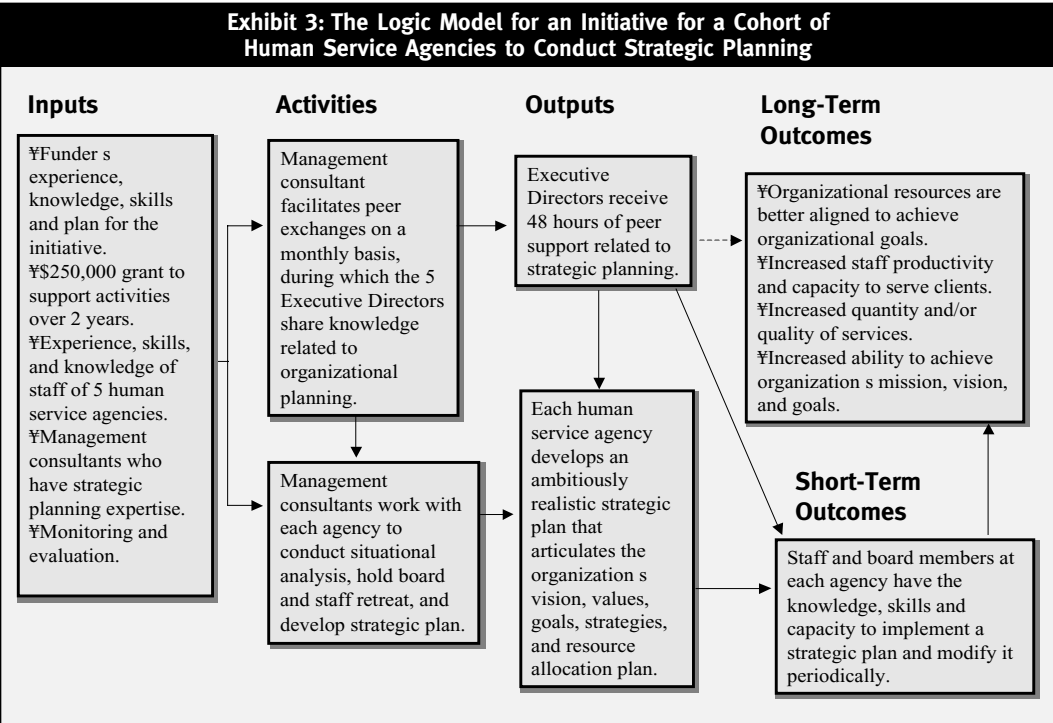 Exhibit 3: The Logic Model for an Initiative for a Cohort of
Human Service Agencies to Conduct Strategic Planning
Inputs
¥Funder s
experience,
knowledge, skills
and plan for the
initiative.
¥$250,000 grant to
support activities
over 2 years.
¥Experience, skills,
and knowledge of
staff of 5 human
service agencies.
¥Management
consultants who
have strategic
planning expertise.
¥Monitoring and
evaluation.
Activities
Management
consultant
facilitates peer
exchanges on a
monthly basis,
during which the 5
Executive Directors
share knowledge
related to
organizational
planning.
Management
consultants work with
each agency to
conduct situational
analysis, hold board
and staff retreat, and
develop strategic plan.
Outputs
Executive
Directors receive
48 hours of peer
support related to
strategic planning.
Each human
service agency
develops an
ambitiously
realistic strategic
plan that
articulates the
organization s
vision, values,
goals, strategies,
and resource
allocation plan.
Long-Term
Outcomes
¥Organizational resources are
better aligned to achieve
organizational goals.
¥Increased staff productivity
and capacity to serve clients.
¥Increased quantity and/or
quality of services.
¥Increased ability to achieve
organization s mission, vision,
and goals.
Short-Term
Outcomes
Staff and board members at
each agency have the
knowledge, skills and
capacity to implement a
strategic plan and modify it
periodically.